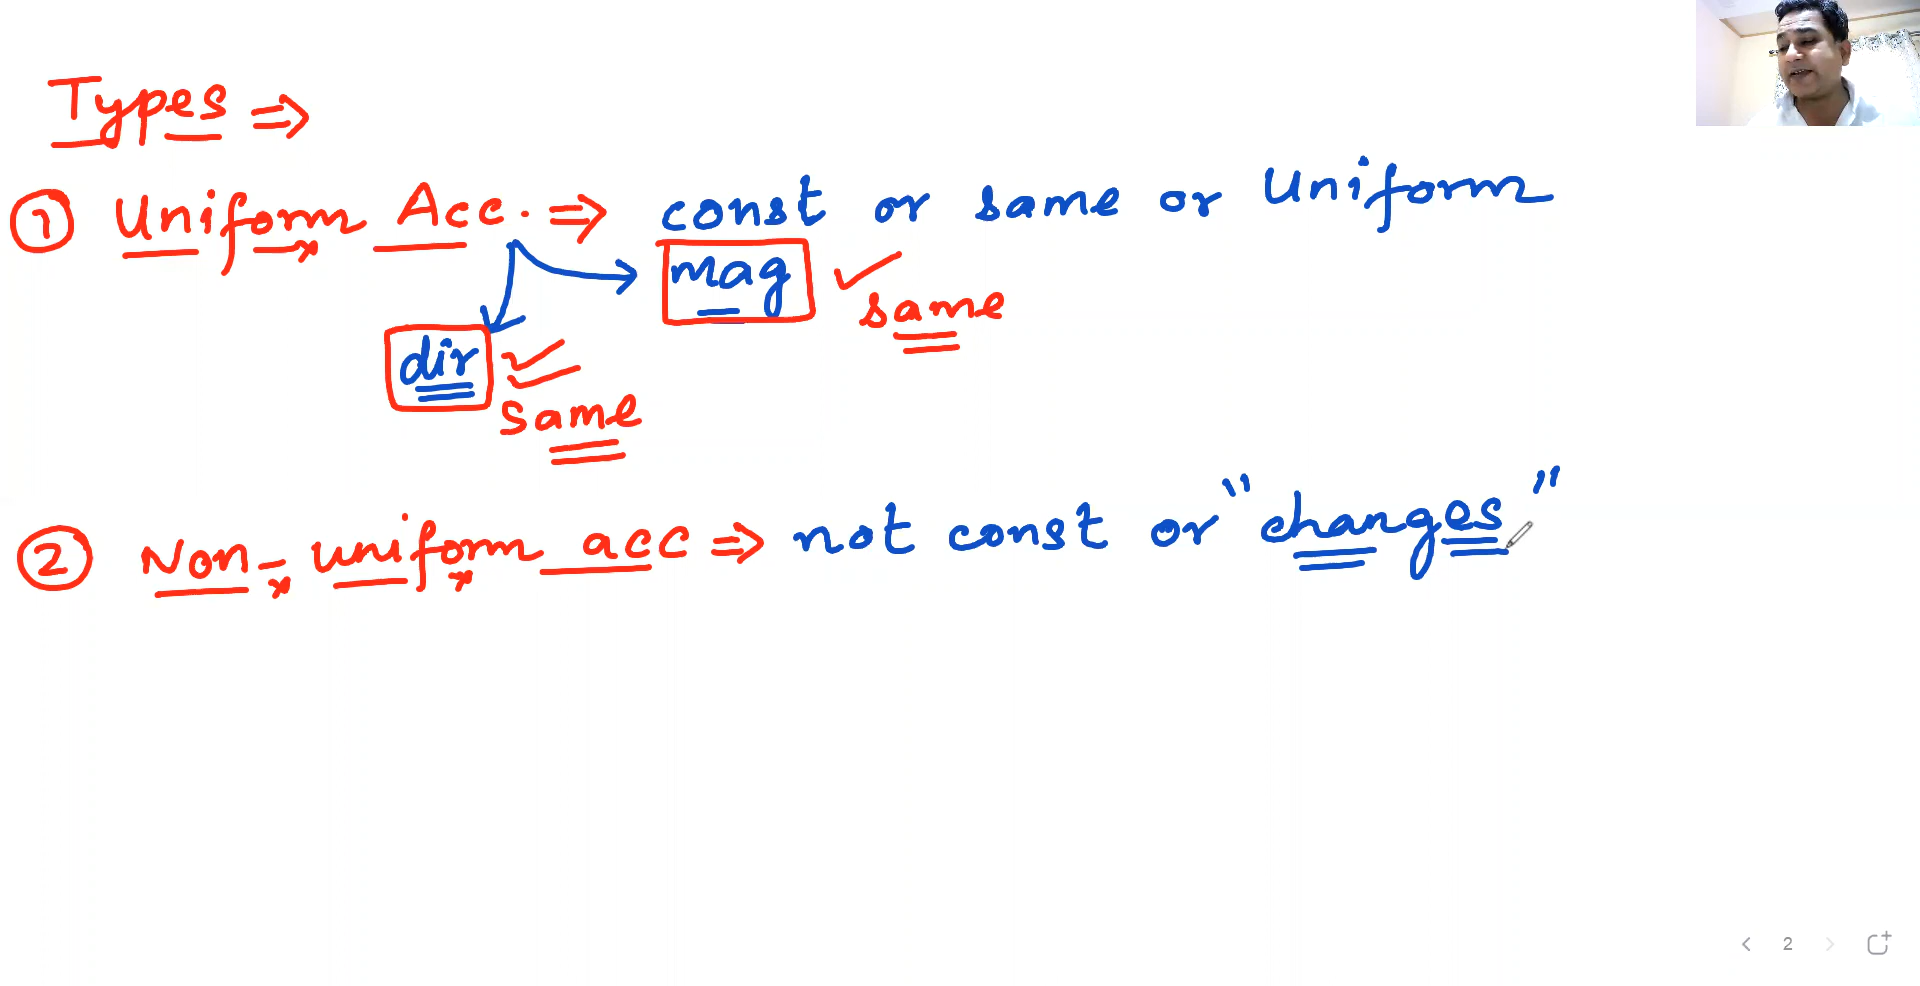 Types ⇒
① Uniform Acc. ⇒ const or same or Uniform
mag ✓ same
dir ✓✓ same
② Non-uniform acc ⇒ not const or "changes"
2